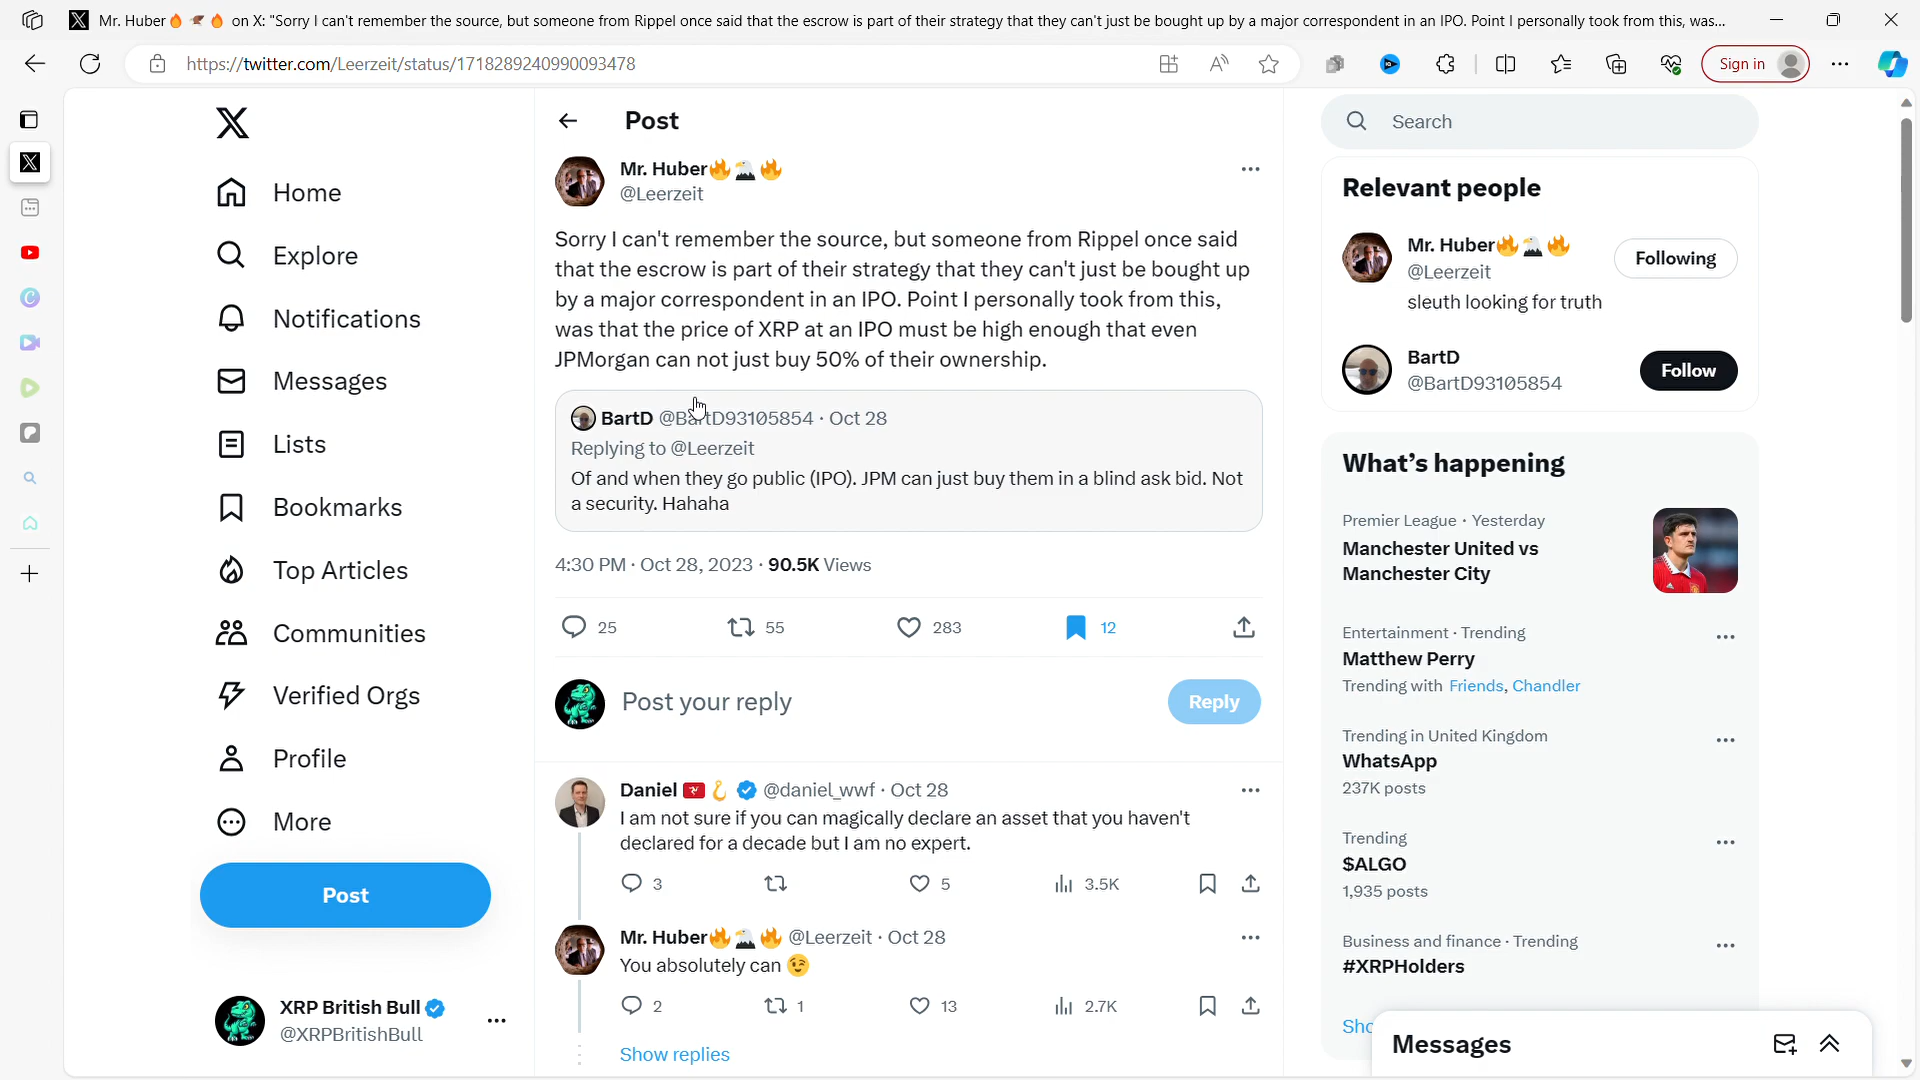 Mr. Huber🔥 🦅 🔥 on X: "Sorry I can't remember the source, but someone from Rippel once said that the escrow is part of their strategy that they can't just be bought up by a major correspondent in an IPO. Point I personally took from this, was...
https://twitter.com/Leerzeit/status/1718289240990093478
Sign in
Home
Explore
Notifications
Messages
Lists
Bookmarks
Top Articles
Communities
Verified Orgs
Profile
More
Post
XRP British Bull
@XRPBritishBull
Post
Mr. Huber🔥🦅🔥
@Leerzeit
Sorry I can't remember the source, but someone from Rippel once said
that the escrow is part of their strategy that they can't just be bought up
by a major correspondent in an IPO. Point I personally took from this,
was that the price of XRP at an IPO must be high enough that even
JPMorgan can not just buy 50% of their ownership.
BartD @BartD93105854 · Oct 28
Replying to @Leerzeit
Of and when they go public (IPO). JPM can just buy them in a blind ask bid. Not
a security. Hahaha
4:30 PM · Oct 28, 2023 · 90.5K Views
25 55 283 12
Post your reply
Reply
Daniel 🇮🇲 🪝 @daniel_wwf · Oct 28
I am not sure if you can magically declare an asset that you haven't
declared for a decade but I am no expert.
3 5 3.5K
Mr. Huber🔥🦅🔥 @Leerzeit · Oct 28
You absolutely can 😉
2 1 13 2.7K
Show replies
Search
Relevant people
Mr. Huber🔥🦅🔥
@Leerzeit
Following
sleuth looking for truth
BartD
@BartD93105854
Follow
What's happening
Premier League · Yesterday
Manchester United vs
Manchester City
Entertainment · Trending
Matthew Perry
Trending with Friends, Chandler
Trending in United Kingdom
WhatsApp
237K posts
Trending
$ALGO
1,935 posts
Business and finance · Trending
#XRPHolders
Messages